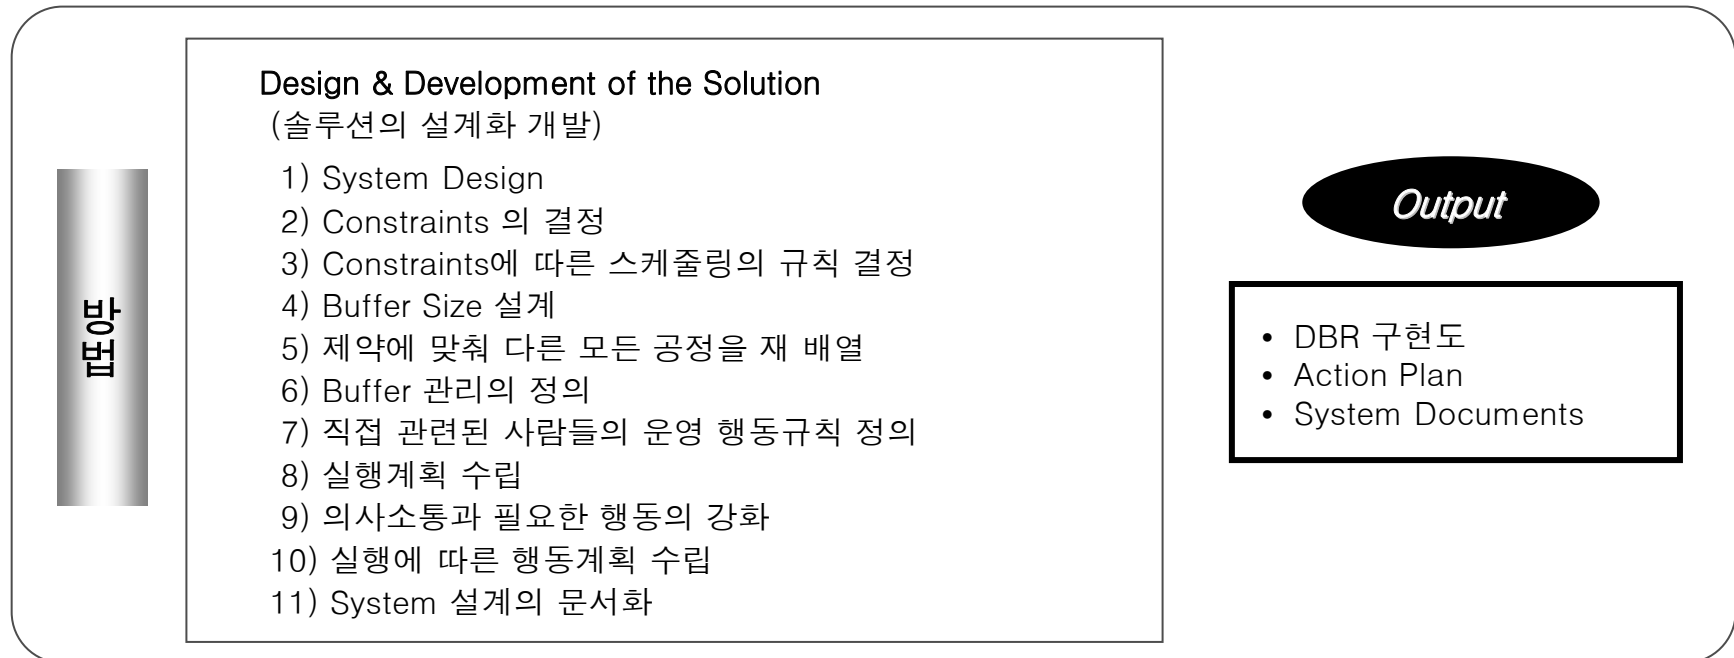 방법
Design & Development of the Solution
(솔루션의 설계화 개발)
1) System Design
2) Constraints 의 결정
3) Constraints에 따른 스케줄링의 규칙 결정
4) Buffer Size 설계
5) 제약에 맞춰 다른 모든 공정을 재 배열
6) Buffer 관리의 정의
7) 직접 관련된 사람들의 운영 행동규칙 정의
8) 실행계획 수립
9) 의사소통과 필요한 행동의 강화
10) 실행에 따른 행동계획 수립
11) System 설계의 문서화
Output
• DBR 구현도
• Action Plan
• System Documents